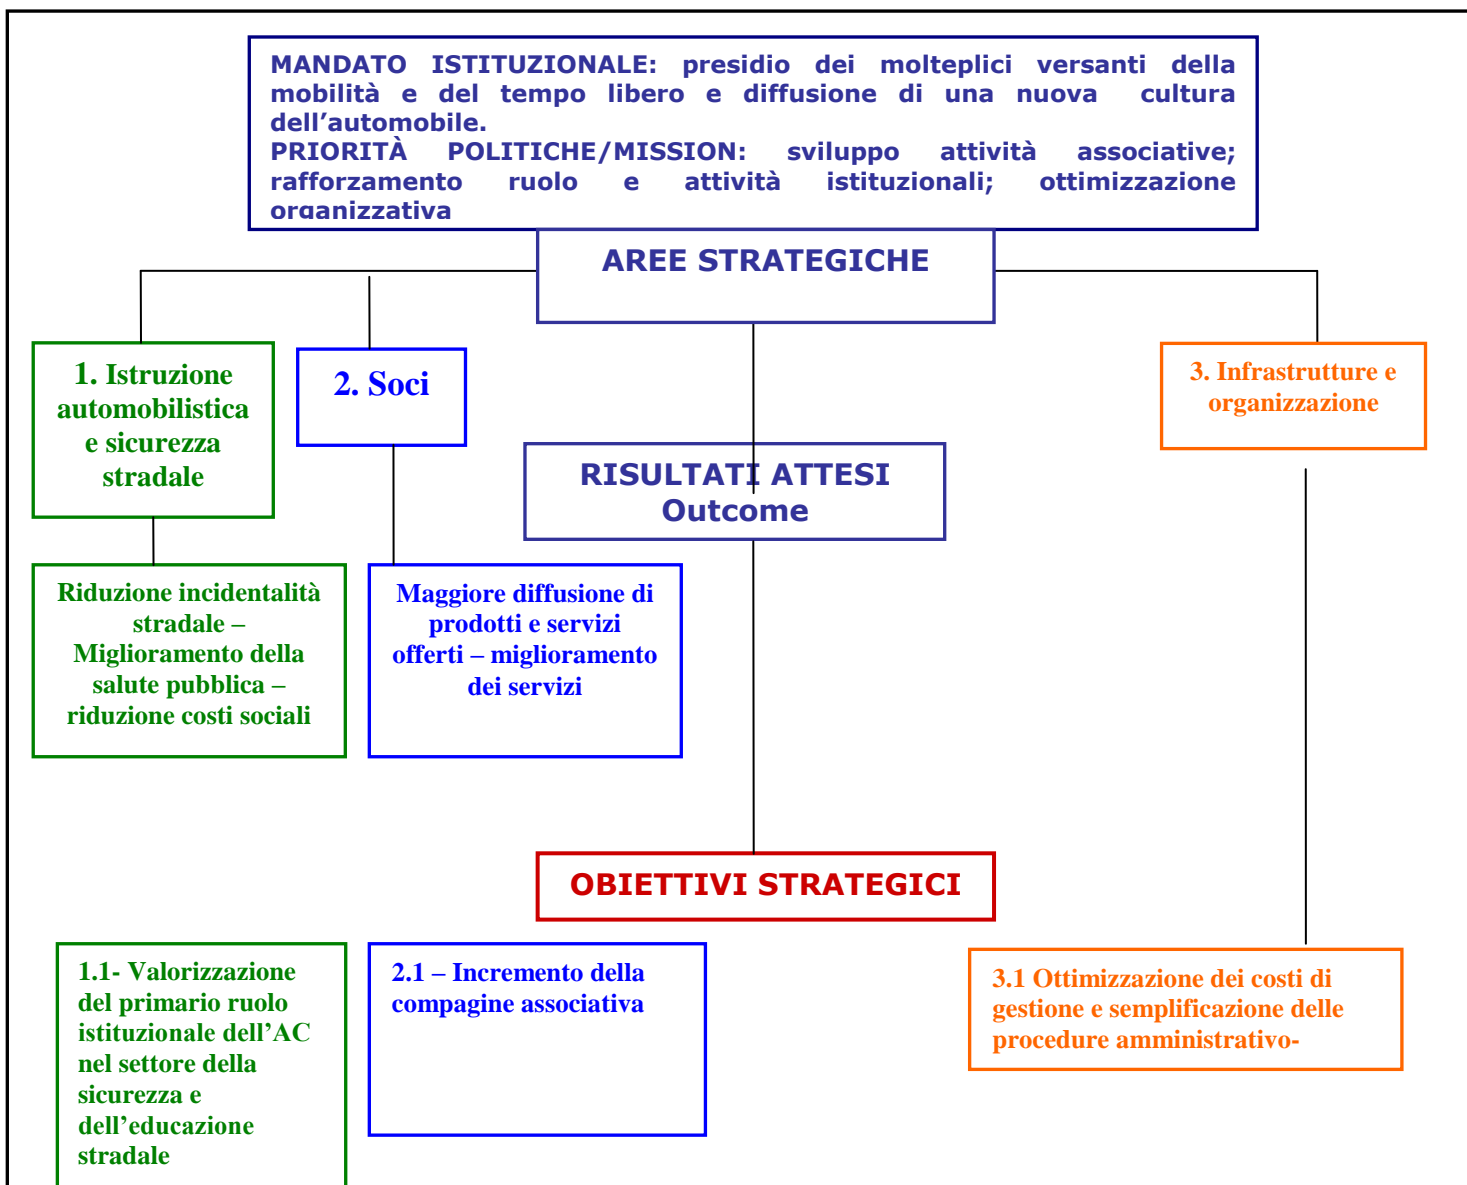 MANDATO ISTITUZIONALE: presidio dei molteplici versanti della
mobilità e del tempo libero e diffusione di una nuova cultura
dell’automobile.
PRIORITÀ POLITICHE/MISSION: sviluppo attività associative;
rafforzamento ruolo e attività istituzionali; ottimizzazione
organizzativa
AREE STRATEGICHE
1. Istruzione
automobilistica
e sicurezza
stradale
2. Soci
3. Infrastrutture e
organizzazione
RISULTATI ATTESI
Outcome
Riduzione incidentalità
stradale –
Miglioramento della
salute pubblica –
riduzione costi sociali
Maggiore diffusione di
prodotti e servizi
offerti – miglioramento
dei servizi
OBIETTIVI STRATEGICI
1.1- Valorizzazione
del primario ruolo
istituzionale dell’AC
nel settore della
sicurezza e
dell’educazione
stradale
2.1 – Incremento della
compagine associativa
3.1 Ottimizzazione dei costi di
gestione e semplificazione delle
procedure amministrativo-